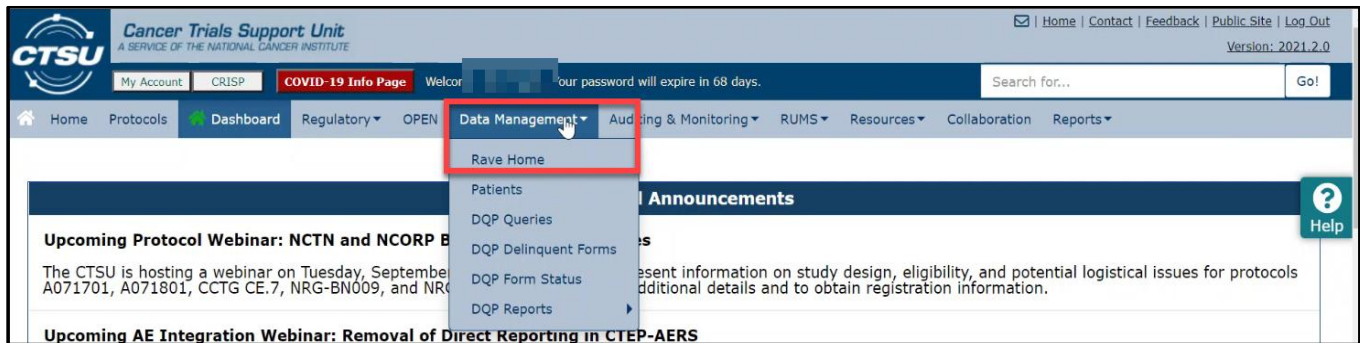 Cancer Trials Support Unit
A SERVICE OF THE NATIONAL CANCER INSTITUTE
CTSU
| Home | Contact | Feedback | Public Site | Log Out
Version: 2021.2.0
My Account CRISP COVID-19 Info Page Welcom our password will expire in 68 days. Search for... Go!
Home Protocols Dashboard Regulatory OPEN Data Management Auditing & Monitoring RUMS Resources Collaboration Reports
Rave Home
Patients
DQP Queries
DQP Delinquent Forms
DQP Form Status
DQP Reports
Announcements
Help
Upcoming Protocol Webinar: NCTN and NCORP
The CTSU is hosting a webinar on Tuesday, September esent information on study design, eligibility, and potential logistical issues for protocols
A071701, A071801, CCTG CE.7, NRG-BN009, and NRG dditional details and to obtain registration information.
Upcoming AE Integration Webinar: Removal of Direct Reporting in CTEP-AERS